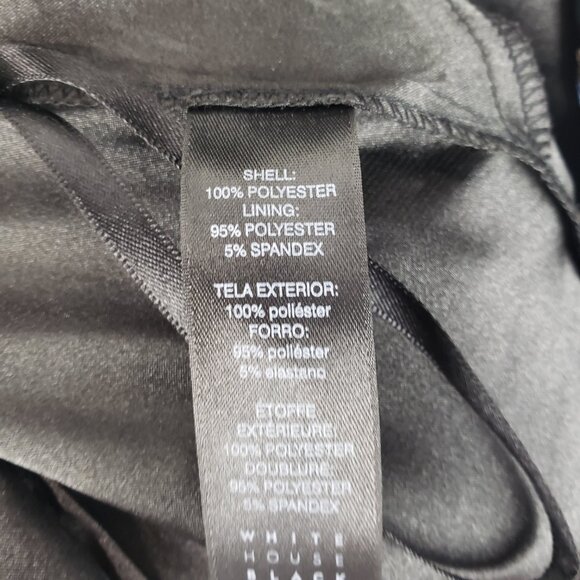 SHELL:
100% POLYESTER
LINING:
95% POLYESTER
5% SPANDEX
TELA EXTERIOR:
100% poliéster
FORRO:
95% poliéster
5% elastano
ÉTOFFE
EXTÉRIEURE:
100% POLYESTER
DOUBLURE:
95% POLYESTER
5% SPANDEX
WHITE
HOUSE
BLACK